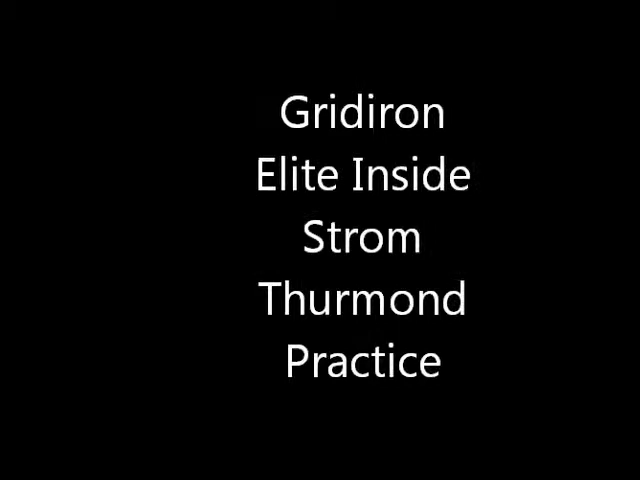 Gridiron
Elite Inside
Strom
Thurmond
Practice